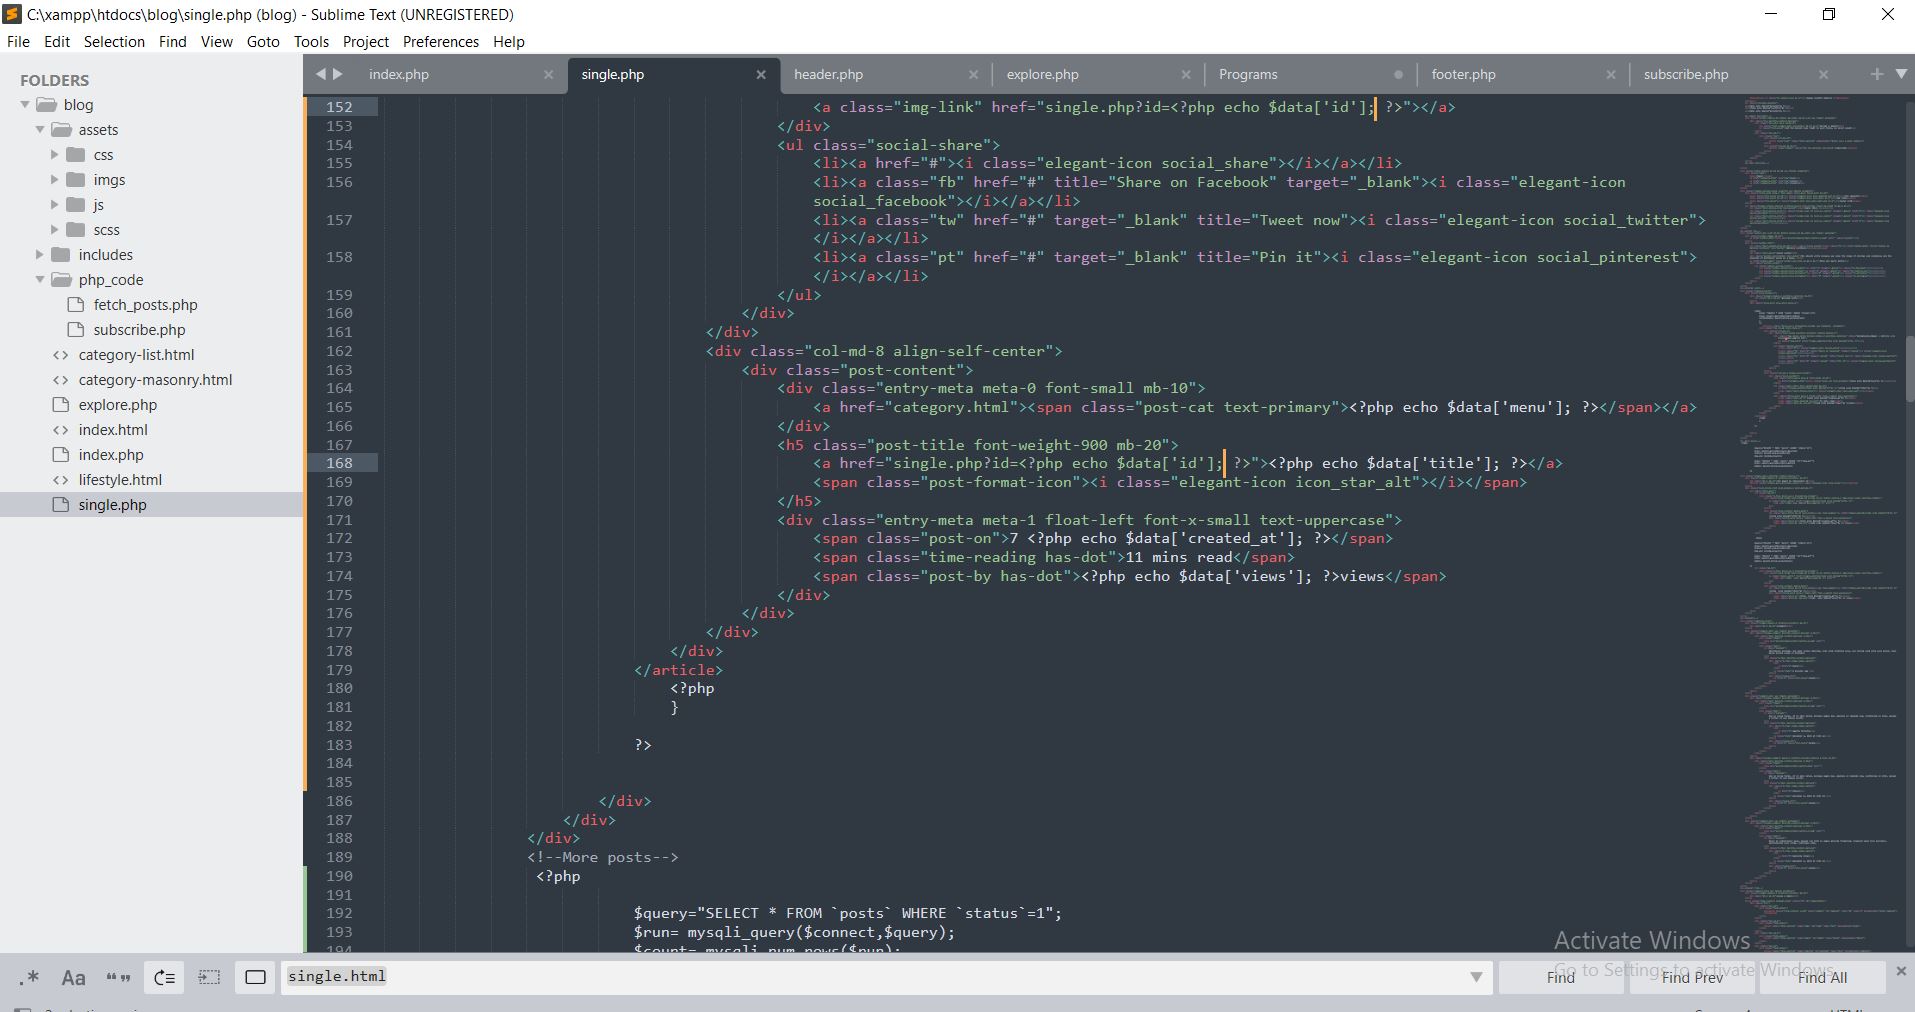 C:\xampp\htdocs\blog\single.php (blog) - Sublime Text (UNREGISTERED)
File Edit Selection Find View Goto Tools Project Preferences Help
FOLDERS
blog
assets
css
imgs
js
scss
includes
php_code
fetch_posts.php
subscribe.php
category-list.html
category-masonry.html
explore.php
index.html
index.php
lifestyle.html
single.php
index.php single.php header.php explore.php Programs footer.php subscribe.php
152 <a class="img-link" href="single.php?id=<?php echo $data['id']; ?>"></a>
153 </div>
154 <ul class="social-share">
155 <li><a href="#"><i class="elegant-icon social_share"></i></a></li>
156 <li><a class="fb" href="#" title="Share on Facebook" target="_blank"><i class="elegant-icon
social_facebook"></i></a></li>
157 <li><a class="tw" href="#" target="_blank" title="Tweet now"><i class="elegant-icon social_twitter">
</i></a></li>
158 <li><a class="pt" href="#" target="_blank" title="Pin it"><i class="elegant-icon social_pinterest">
</i></a></li>
159 </ul>
160 </div>
161 </div>
162 <div class="col-md-8 align-self-center">
163 <div class="post-content">
164 <div class="entry-meta meta-0 font-small mb-10">
165 <a href="category.html"><span class="post-cat text-primary"><?php echo $data['menu']; ?></span></a>
166 </div>
167 <h5 class="post-title font-weight-900 mb-20">
168 <a href="single.php?id=<?php echo $data['id']; ?>"><?php echo $data['title']; ?></a>
169 <span class="post-format-icon"><i class="elegant-icon icon_star_alt"></i></span>
170 </h5>
171 <div class="entry-meta meta-1 float-left font-x-small text-uppercase">
172 <span class="post-on">7 <?php echo $data['created_at']; ?></span>
173 <span class="time-reading has-dot">11 mins read</span>
174 <span class="post-by has-dot"><?php echo $data['views']; ?>views</span>
175 </div>
176 </div>
177 </div>
178 </div>
179 </article>
180 <?php
181 }
182
183 ?>
184
185
186 </div>
187 </div>
188 </div>
189 <!--More posts-->
190 <?php
191
192 $query="SELECT * FROM `posts` WHERE `status`=1";
193 $run= mysqli_query($connect,$query);
194 $count= mysqli_num_rows($run);
Activate Windows
Go to Settings to activate Windows.
.* Aa “” single.html Find Find Prev Find All